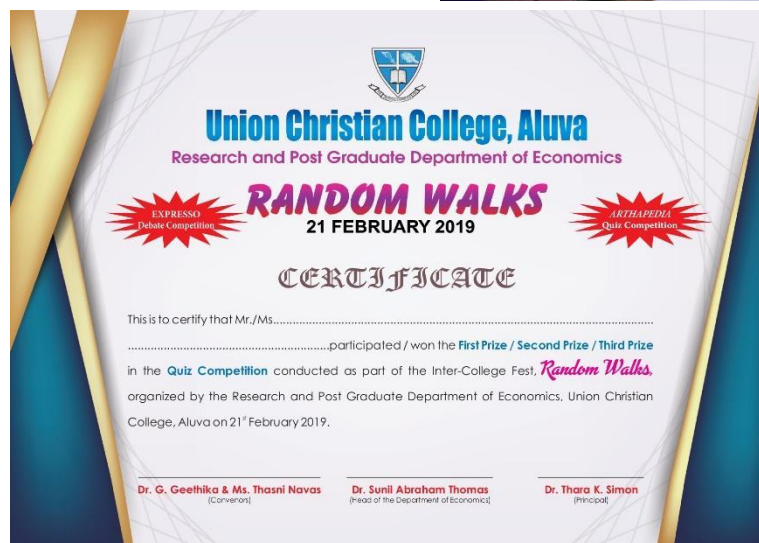 Union Christian College, Aluva
Research and Post Graduate Department of Economics
RANDOM WALKS
21 FEBRUARY 2019
EXPRESSO
Debate Competition
ARTHAPEDIA
Quiz Competition
CERTIFICATE
This is to certify that Mr./Ms...........................................................................................................
.......................................................participated / won the First Prize / Second Prize / Third Prize
in the Quiz Competition conducted as part of the Inter-College Fest, Random Walks,
organized by the Research and Post Graduate Department of Economics, Union Christian
College, Aluva on 21st February 2019.
Dr. G. Geethika & Ms. Thasni Navas
(Convenors)
Dr. Sunil Abraham Thomas
(Head of the Department of Economics)
Dr. Thara K. Simon
(Principal)